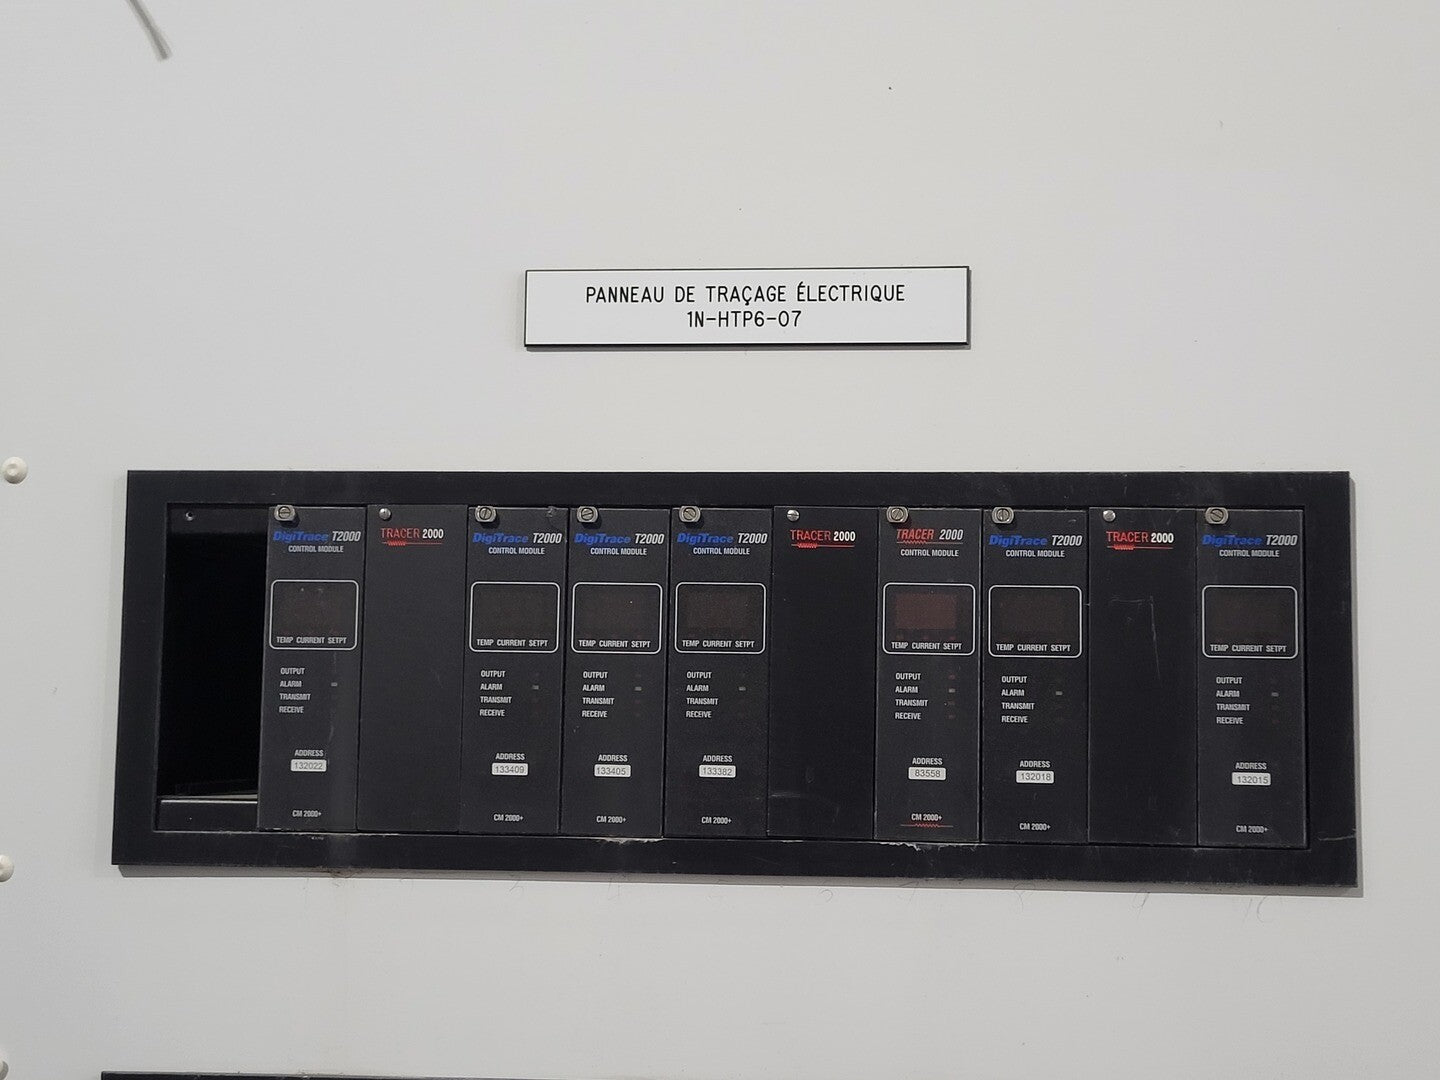 PANNEAU DE TRAÇAGE ÉLECTRIQUE
1N-HTP6-07
DigiTrace T2000
CONTROL MODULE
TEMP CURRENT SETPT
OUTPUT
ALARM
TRANSMIT
RECEIVE
ADDRESS
132022
CM 2000+
TRACER 2000
DigiTrace T2000
CONTROL MODULE
TEMP CURRENT SETPT
OUTPUT
ALARM
TRANSMIT
RECEIVE
ADDRESS
133409
CM 2000+
DigiTrace T2000
CONTROL MODULE
TEMP CURRENT SETPT
OUTPUT
ALARM
TRANSMIT
RECEIVE
ADDRESS
133405
CM 2000+
DigiTrace T2000
CONTROL MODULE
TEMP CURRENT SETPT
OUTPUT
ALARM
TRANSMIT
RECEIVE
ADDRESS
133382
CM 2000+
TRACER 2000
TRACER 2000
CONTROL MODULE
TEMP CURRENT SETPT
OUTPUT
ALARM
TRANSMIT
RECEIVE
ADDRESS
83558
CM 2000+
DigiTrace T2000
CONTROL MODULE
TEMP CURRENT SETPT
OUTPUT
ALARM
TRANSMIT
RECEIVE
ADDRESS
132018
CM 2000+
TRACER 2000
DigiTrace T2000
CONTROL MODULE
TEMP CURRENT SETPT
OUTPUT
ALARM
TRANSMIT
RECEIVE
ADDRESS
132015
CM 2000+